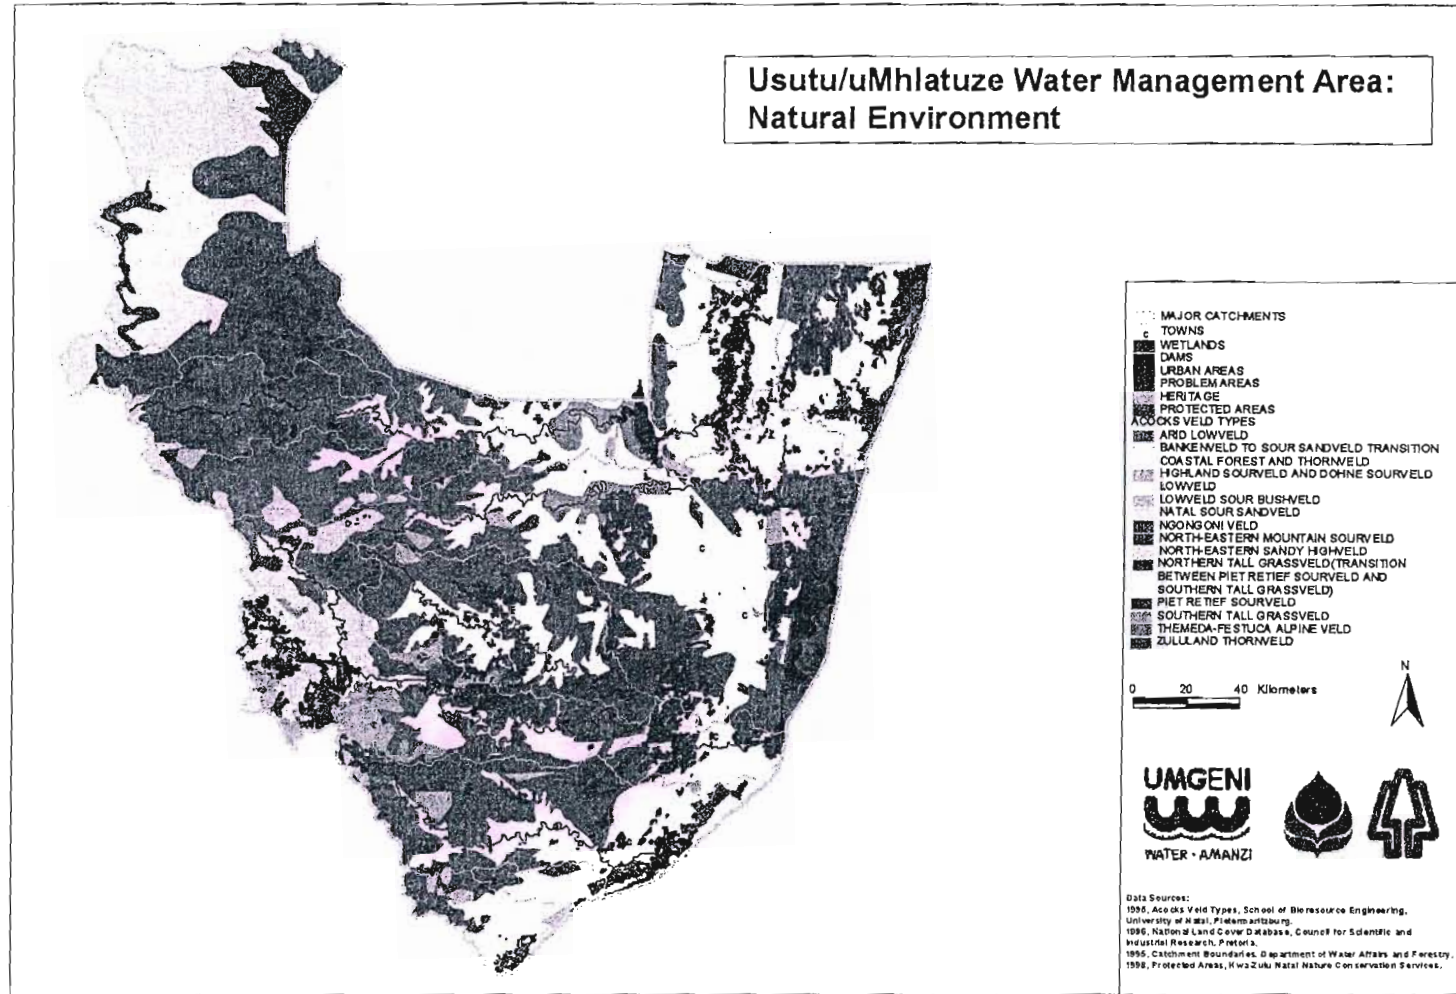 Usutu/uMhlatuze Water Management Area:
Natural Environment
MAJOR CATCHMENTS
c TOWNS
WETLANDS
DAMS
URBAN AREAS
PROBLEM AREAS
HERITAGE
PROTECTED AREAS
ACOCKS VELD TYPES
ARID LOWVELD
BANKENVELD TO SOUR SANDVELD TRANSITION
COASTAL FOREST AND THORNVELD
HIGHLAND SOURVELD AND DOHNE SOURVELD
LOWVELD
LOWVELD SOUR BUSHVELD
NATAL SOUR SANDVELD
NGONGONI VELD
NORTH-EASTERN MOUNTAIN SOURVELD
NORTH-EASTERN SANDY HIGHVELD
NORTHERN TALL GRASSVELD(TRANSITION
BETWEEN PIET RETIEF SOURVELD AND
SOUTHERN TALL GRASSVELD)
PIET RETIEF SOURVELD
SOUTHERN TALL GRASSVELD
THEMEDA-FESTUCA ALPINE VELD
ZULULAND THORNVELD
N
0 20 40 Kilometers
UMGENI
WATER • AMANZI
Data Sources:
Acocks Veld Types, School of Bioresource Engineering,
University of Natal, Pietermaritzburg.
1996, National Land Cover Database, Council for Scientific and
Industrial Research, Pretoria.
1995, Catchment Boundaries. Department of Water Affairs and Forestry.
1998, Protected Areas, KwaZulu Natal Nature Conservation Services.